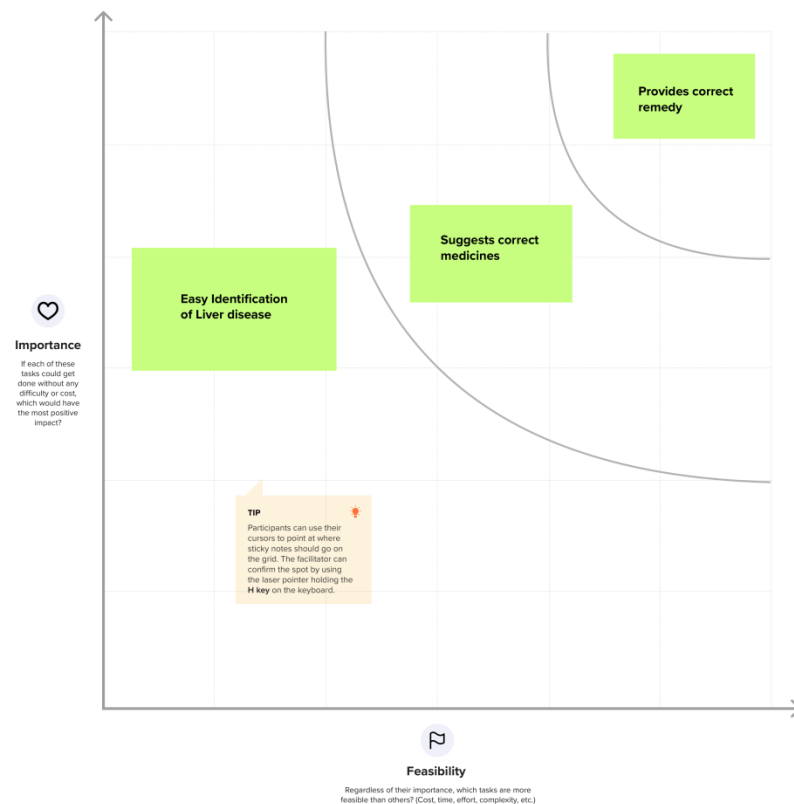 Provides correct
remedy
Suggests correct
medicines
Easy Identification
of Liver disease
Importance
If each of these
tasks could get
done without any
difficulty or cost,
which would have
the most positive
impact?
TIP
Participants can use their
cursors to point at where
sticky notes should go on
the grid. The facilitator can
confirm the spot by using
the laser pointer holding the
H key on the keyboard.
Feasibility
Regardless of their importance, which tasks are more
feasible than others? (Cost, time, effort, complexity, etc.)